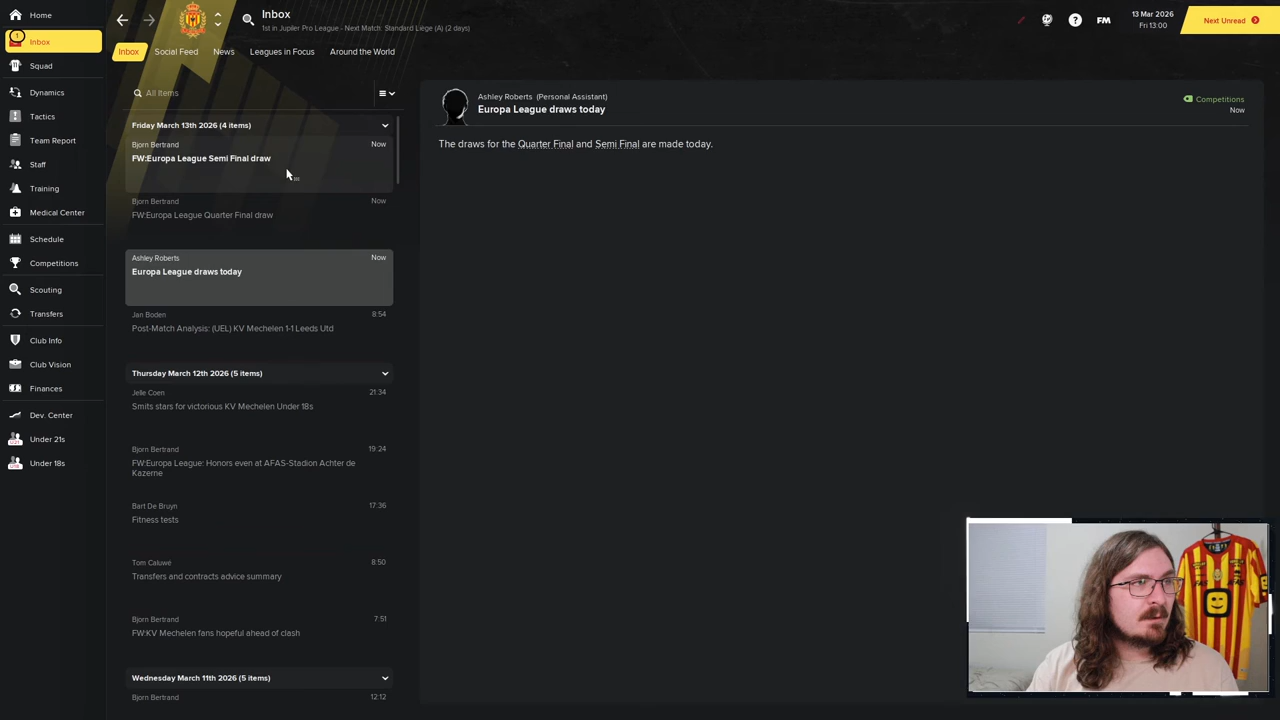 Home
1
Inbox
Squad
Dynamics
Tactics
Team Report
Staff
Training
Medical Center
Schedule
Competitions
Scouting
Transfers
Club Info
Club Vision
Finances
Dev. Center
Under 21s
Under 18s
Inbox
1st in Jupiler Pro League - Next Match Standard Liège (A) (2 days)
FM
13 Mar 2026
Fri 13:00
Next Unread
Inbox
Social Feed
News
Leagues in Focus
Around the World
All Items
Friday March 13th 2026 (4 items)
Bjorn Bertrand Now
FW:Europa League Semi Final draw
Bjorn Bertrand Now
FW:Europa League Quarter Final draw
Ashley Roberts Now
Europa League draws today
Jan Boden 8:54
Post-Match Analysis: (UEL) KV Mechelen 1-1 Leeds Utd
Thursday March 12th 2026 (5 items)
Jelle Coen 21:34
Smits stars for victorious KV Mechelen Under 18s
Bjorn Bertrand 19:24
FW:Europa League: Honors even at AFAS-Stadion Achter de
Kazerne
Bart De Bruyn 17:36
Fitness tests
Tom Caluwé 8:50
Transfers and contracts advice summary
Bjorn Bertrand 7:51
FW:KV Mechelen fans hopeful ahead of clash
Wednesday March 11th 2026 (5 items)
Bjorn Bertrand 12:12
Ashley Roberts (Personal Assistant)
Europa League draws today
Competitions
Now
The draws for the Quarter Final and Semi Final are made today.